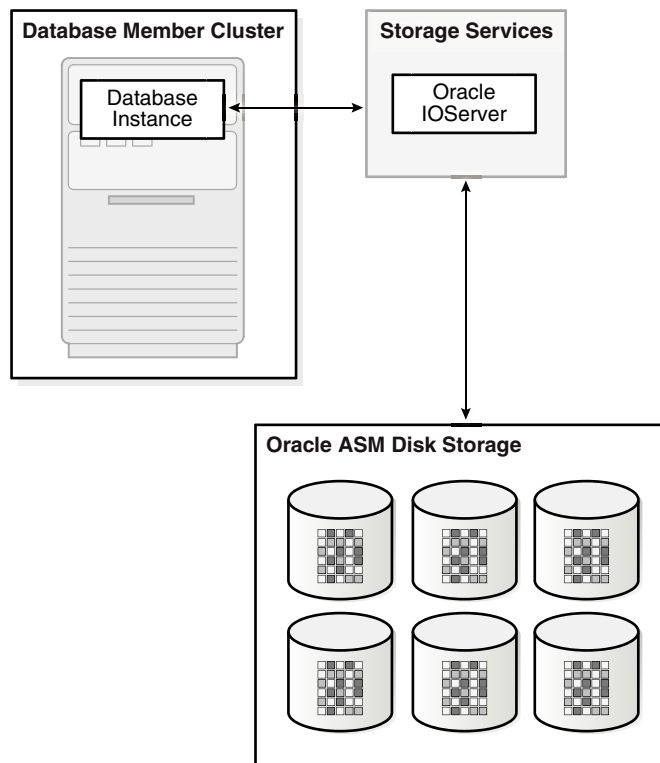 Database Member Cluster
Database
Instance
Storage Services
Oracle
IOServer
Oracle ASM Disk Storage